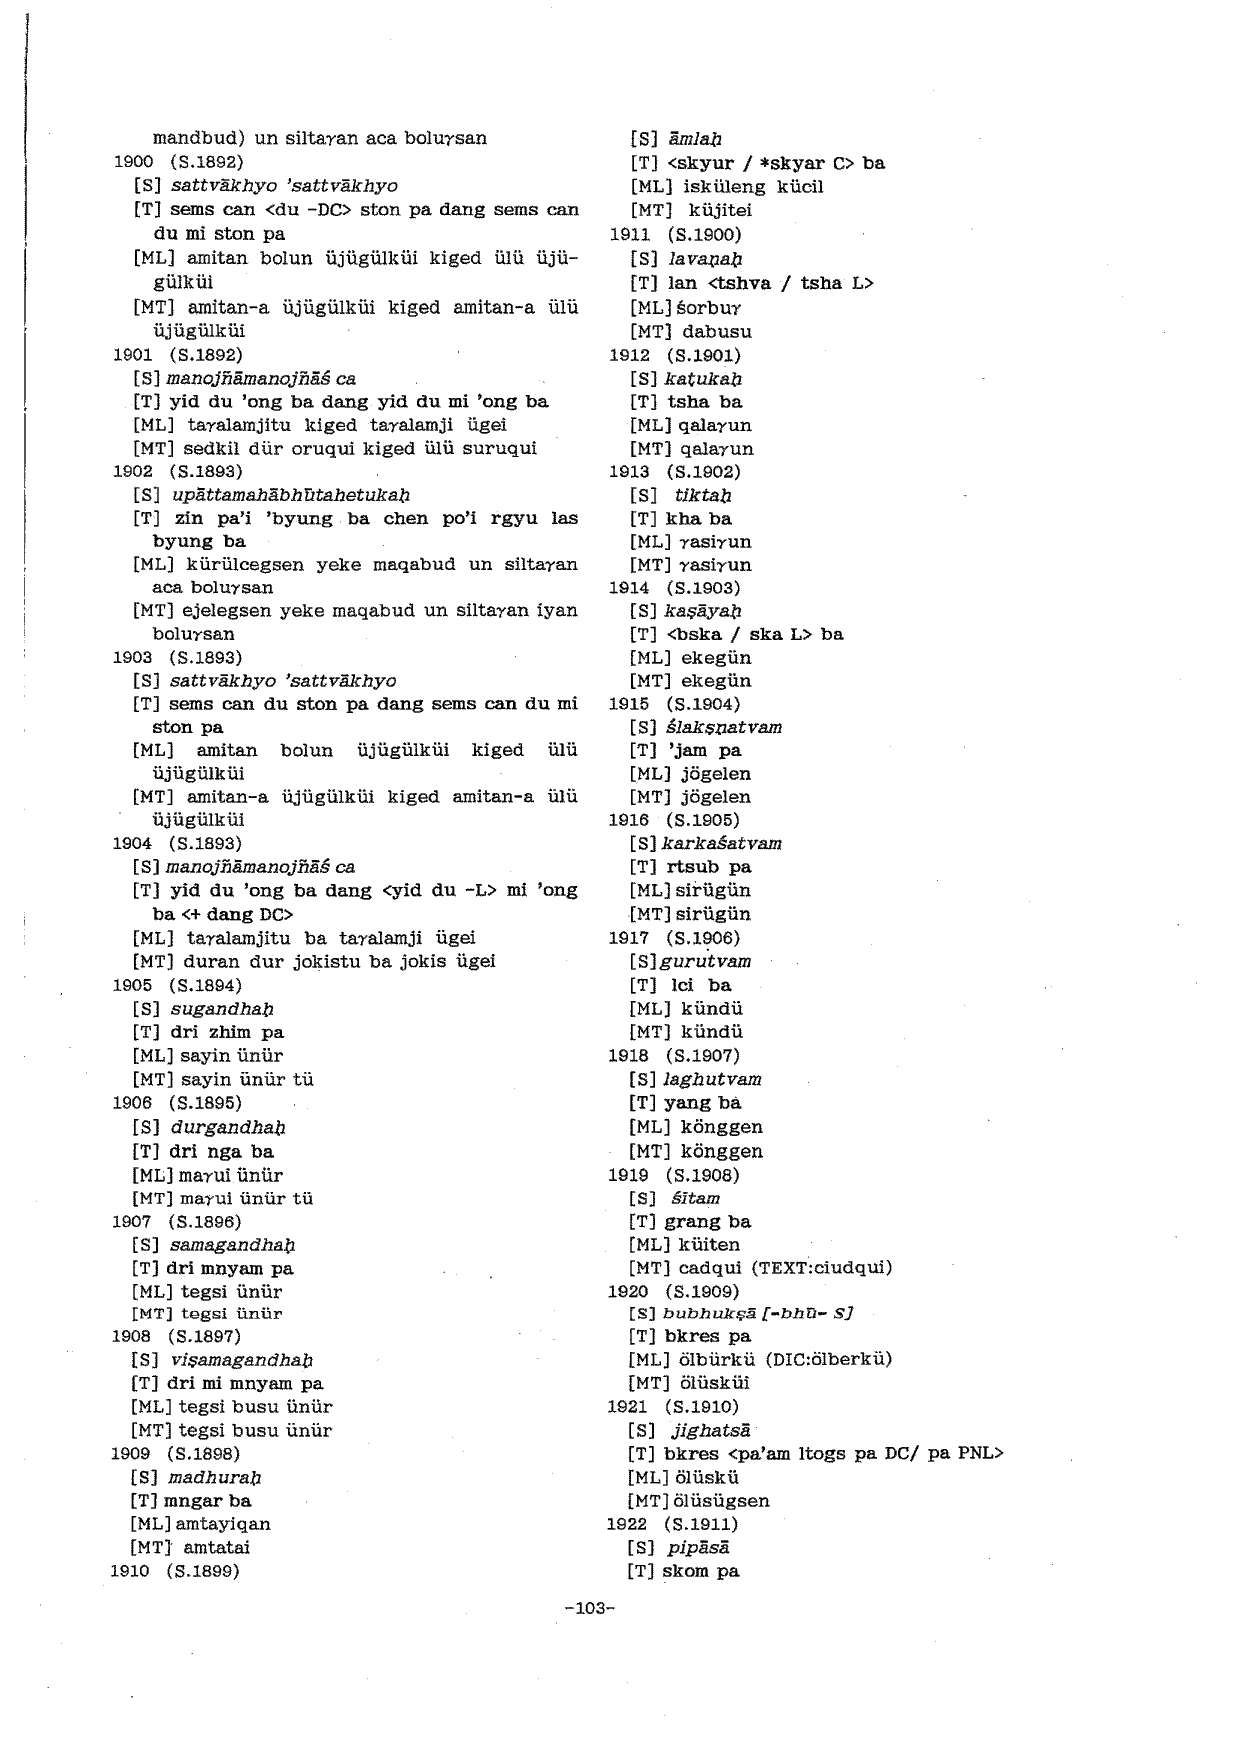 mandbud) un siltaγan aca boluγsan
1900 (S.1892)
[S] sattvākhyo 'sattvākhyo
[T] sems can <du -DC> ston pa dang sems can
du mi ston pa
[ML] amitan bolun üjügülküi kiged ülü üjü-
gülküi
[MT] amitan-a üjügülküi kiged amitan-a ülü
üjügülküi
1901 (S.1892)
[S] manojñāmanojñāś ca
[T] yid du 'ong ba dang yid du mi 'ong ba
[ML] taγalamjitu kiged taγalamji ügei
[MT] sedkil dür oruqui kiged ülü suruqui
1902 (S.1893)
[S] upāttamahābhūtahetukaḥ
[T] zin pa'i 'byung ba chen po'i rgyu las
byung ba
[ML] kürülcegsen yeke maqabud un siltaγan
aca boluγsan
[MT] ejelegsen yeke maqabud un siltaγan iyan
boluγsan
1903 (S.1893)
[S] sattvākhyo 'sattvākhyo
[T] sems can du ston pa dang sems can du mi
ston pa
[ML] amitan bolun üjügülküi kiged ülü
üjügülküi
[MT] amitan-a üjügülküi kiged amitan-a ülü
üjügülküi
1904 (S.1893)
[S] manojñāmanojñāś ca
[T] yid du 'ong ba dang <yid du -L> mi 'ong
ba <+ dang DC>
[ML] taγalamjitu ba taγalamji ügei
[MT] duran dur jokistu ba jokis ügei
1905 (S.1894)
[S] sugandhaḥ
[T] dri zhim pa
[ML] sayin ünür
[MT] sayin ünür tü
1906 (S.1895)
[S] durgandhaḥ
[T] dri nga ba
[ML] maγui ünür
[MT] maγui ünür tü
1907 (S.1896)
[S] samagandhaḥ
[T] dri mnyam pa
[ML] tegsi ünür
[MT] tegsi ünür
1908 (S.1897)
[S] viṣamagandhaḥ
[T] dri mi mnyam pa
[ML] tegsi busu ünür
[MT] tegsi busu ünür
1909 (S.1898)
[S] madhuraḥ
[T] mngar ba
[ML] amtayiqan
[MT] amtatai
1910 (S.1899)
[S] āmlaḥ
[T] <skyur / *skyar C> ba
[ML] isküleng kücil
[MT] küjitei
1911 (S.1900)
[S] lavaṇaḥ
[T] lan <tshva / tsha L>
[ML] śorbuγ
[MT] dabusu
1912 (S.1901)
[S] kaṭukaḥ
[T] tsha ba
[ML] qalaγun
[MT] qalaγun
1913 (S.1902)
[S] tiktaḥ
[T] kha ba
[ML] γasiγun
[MT] γasiγun
1914 (S.1903)
[S] kaṣāyaḥ
[T] <bska / ska L> ba
[ML] ekegün
[MT] ekegün
1915 (S.1904)
[S] ślakṣṇatvam
[T] 'jam pa
[ML] jögelen
[MT] jögelen
1916 (S.1905)
[S] karkaśatvam
[T] rtsub pa
[ML] sirügün
[MT] sirügün
1917 (S.1906)
[S] gurutvam
[T] lci ba
[ML] kündü
[MT] kündü
1918 (S.1907)
[S] laghutvam
[T] yang ba
[ML] könggen
[MT] könggen
1919 (S.1908)
[S] śītam
[T] grang ba
[ML] küiten
[MT] cadqui (TEXT:ciudqui)
1920 (S.1909)
[S] bubhukṣā [-bhū- S]
[T] bkres pa
[ML] ölbürkü (DIC:ölberkü)
[MT] ölüsküi
1921 (S.1910)
[S] jighatsā
[T] bkres <pa'am ltogs pa DC/ pa PNL>
[ML] ölüskü
[MT] ölüsügsen
1922 (S.1911)
[S] pipāsā
[T] skom pa
-103-